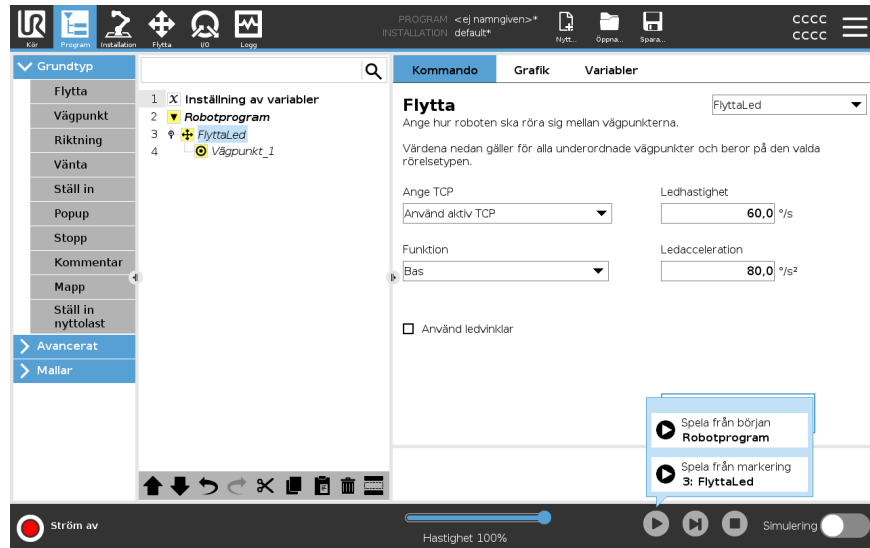 UR
Kör
Program
Installation
Flytta
I/O
Logg
PROGRAM <ej namngiven>*
INSTALLATION default*
Nytt...
Öppna...
Spara...
cccc
cccc
Grundtyp
Flytta
Vägpunkt
Riktning
Vänta
Ställ in
Popup
Stopp
Kommentar
Mapp
Ställ in
nyttolast
Avancerat
Mallar
1 X Inställning av variabler
2 Robotprogram
3 FlyttaLed
4 Vägpunkt_1
Kommando
Grafik
Variabler
Flytta
FlyttaLed
Ange hur roboten ska röra sig mellan vägpunkterna.
Värdena nedan gäller för alla underordnade vägpunkter och beror på den valda
rörelsetypen.
Ange TCP
Ledhastighet
Använd aktiv TCP
60,0 °/s
Funktion
Ledacceleration
Bas
80,0 °/s²
Använd ledvinklar
Spela från början
Robotprogram
Spela från markering
3: FlyttaLed
Ström av
Hastighet 100%
Simulering